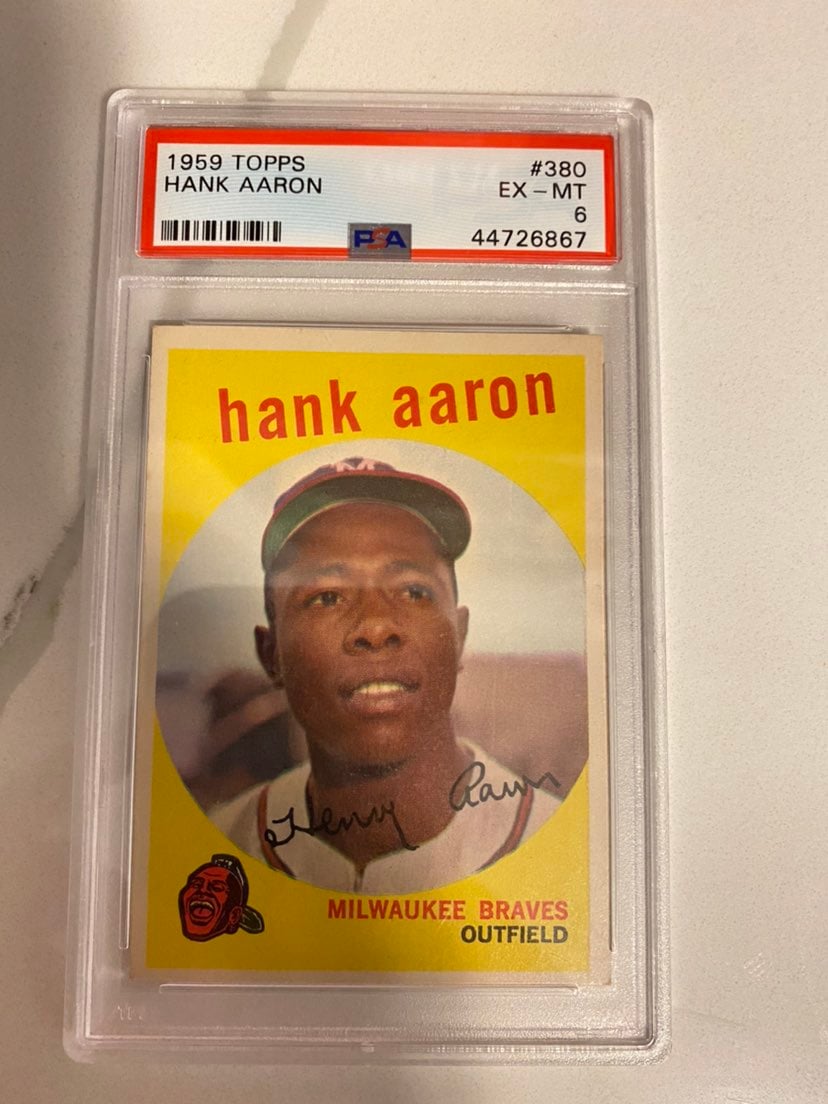 1959 TOPPS #380
HANK AARON EX - MT
6
PSA 44726867
hank aaron
Henry Aaron
MILWAUKEE BRAVES
OUTFIELD